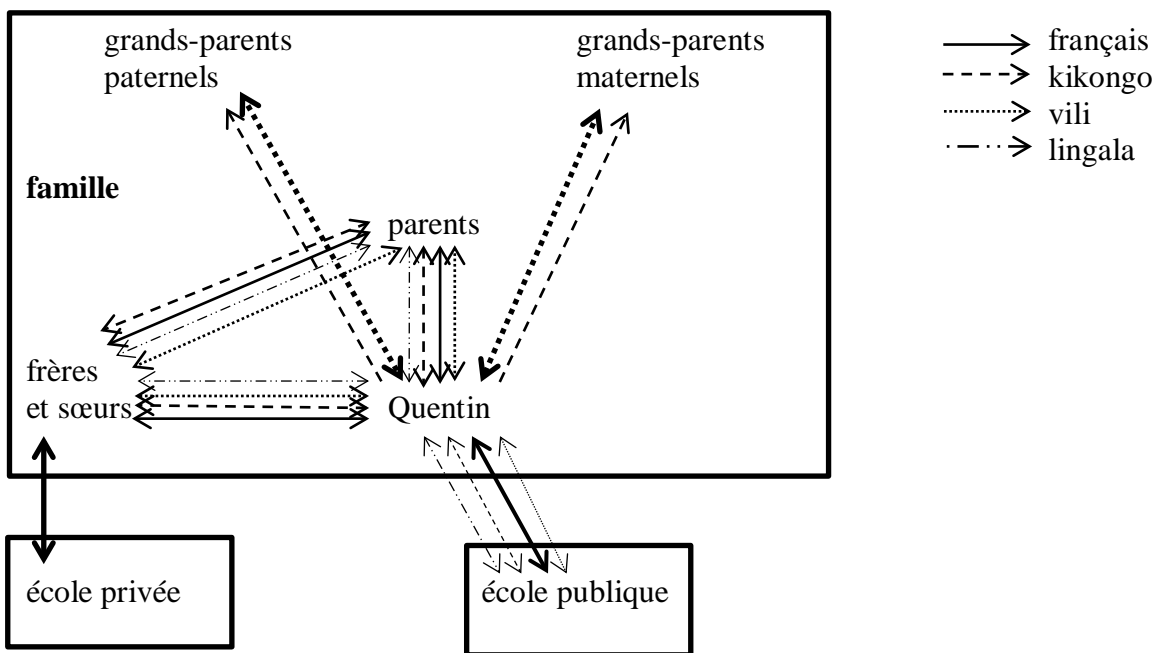 grands-parents
paternels
grands-parents
maternels
français
kikongo
vili
lingala
famille
parents
frères
et sœurs
Quentin
école privée
école publique